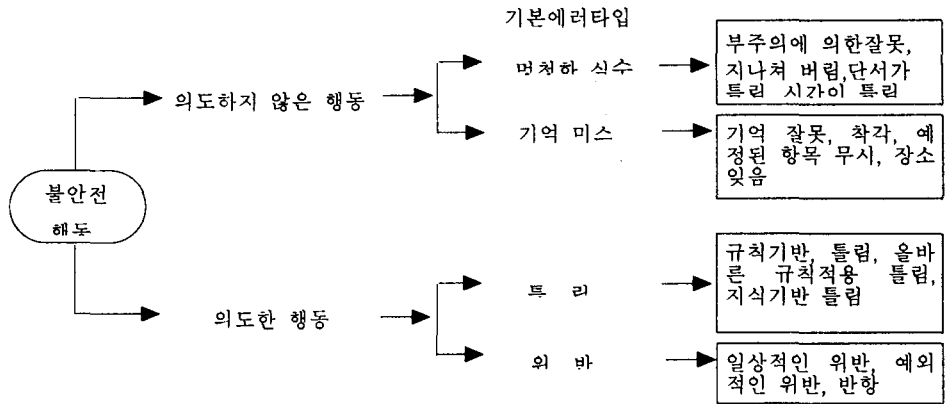 기본에러타입
부주의에 의한잘못,
멍청한 실수
지나쳐 버림,단서가
틀림 시간이 틀림
의도하지 않은 행동
기억 미스
기억 잘못, 착각, 예
정된 항목 무시, 장소
잊음
불안전
행동
규칙기반, 틀림, 올바
른 규칙적용 틀림,
지식기반 틀림
틀 림
의도한 행동
위 반
일상적인 위반, 예외
적인 위반, 반항